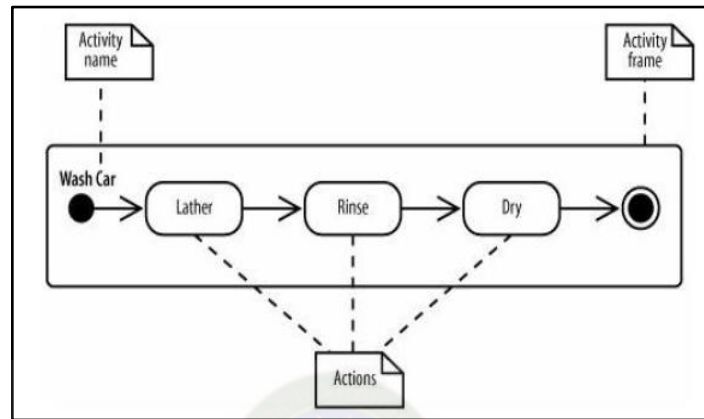 Activity
name
Activity
frame
Wash Car
Lather
Rinse
Dry
Actions